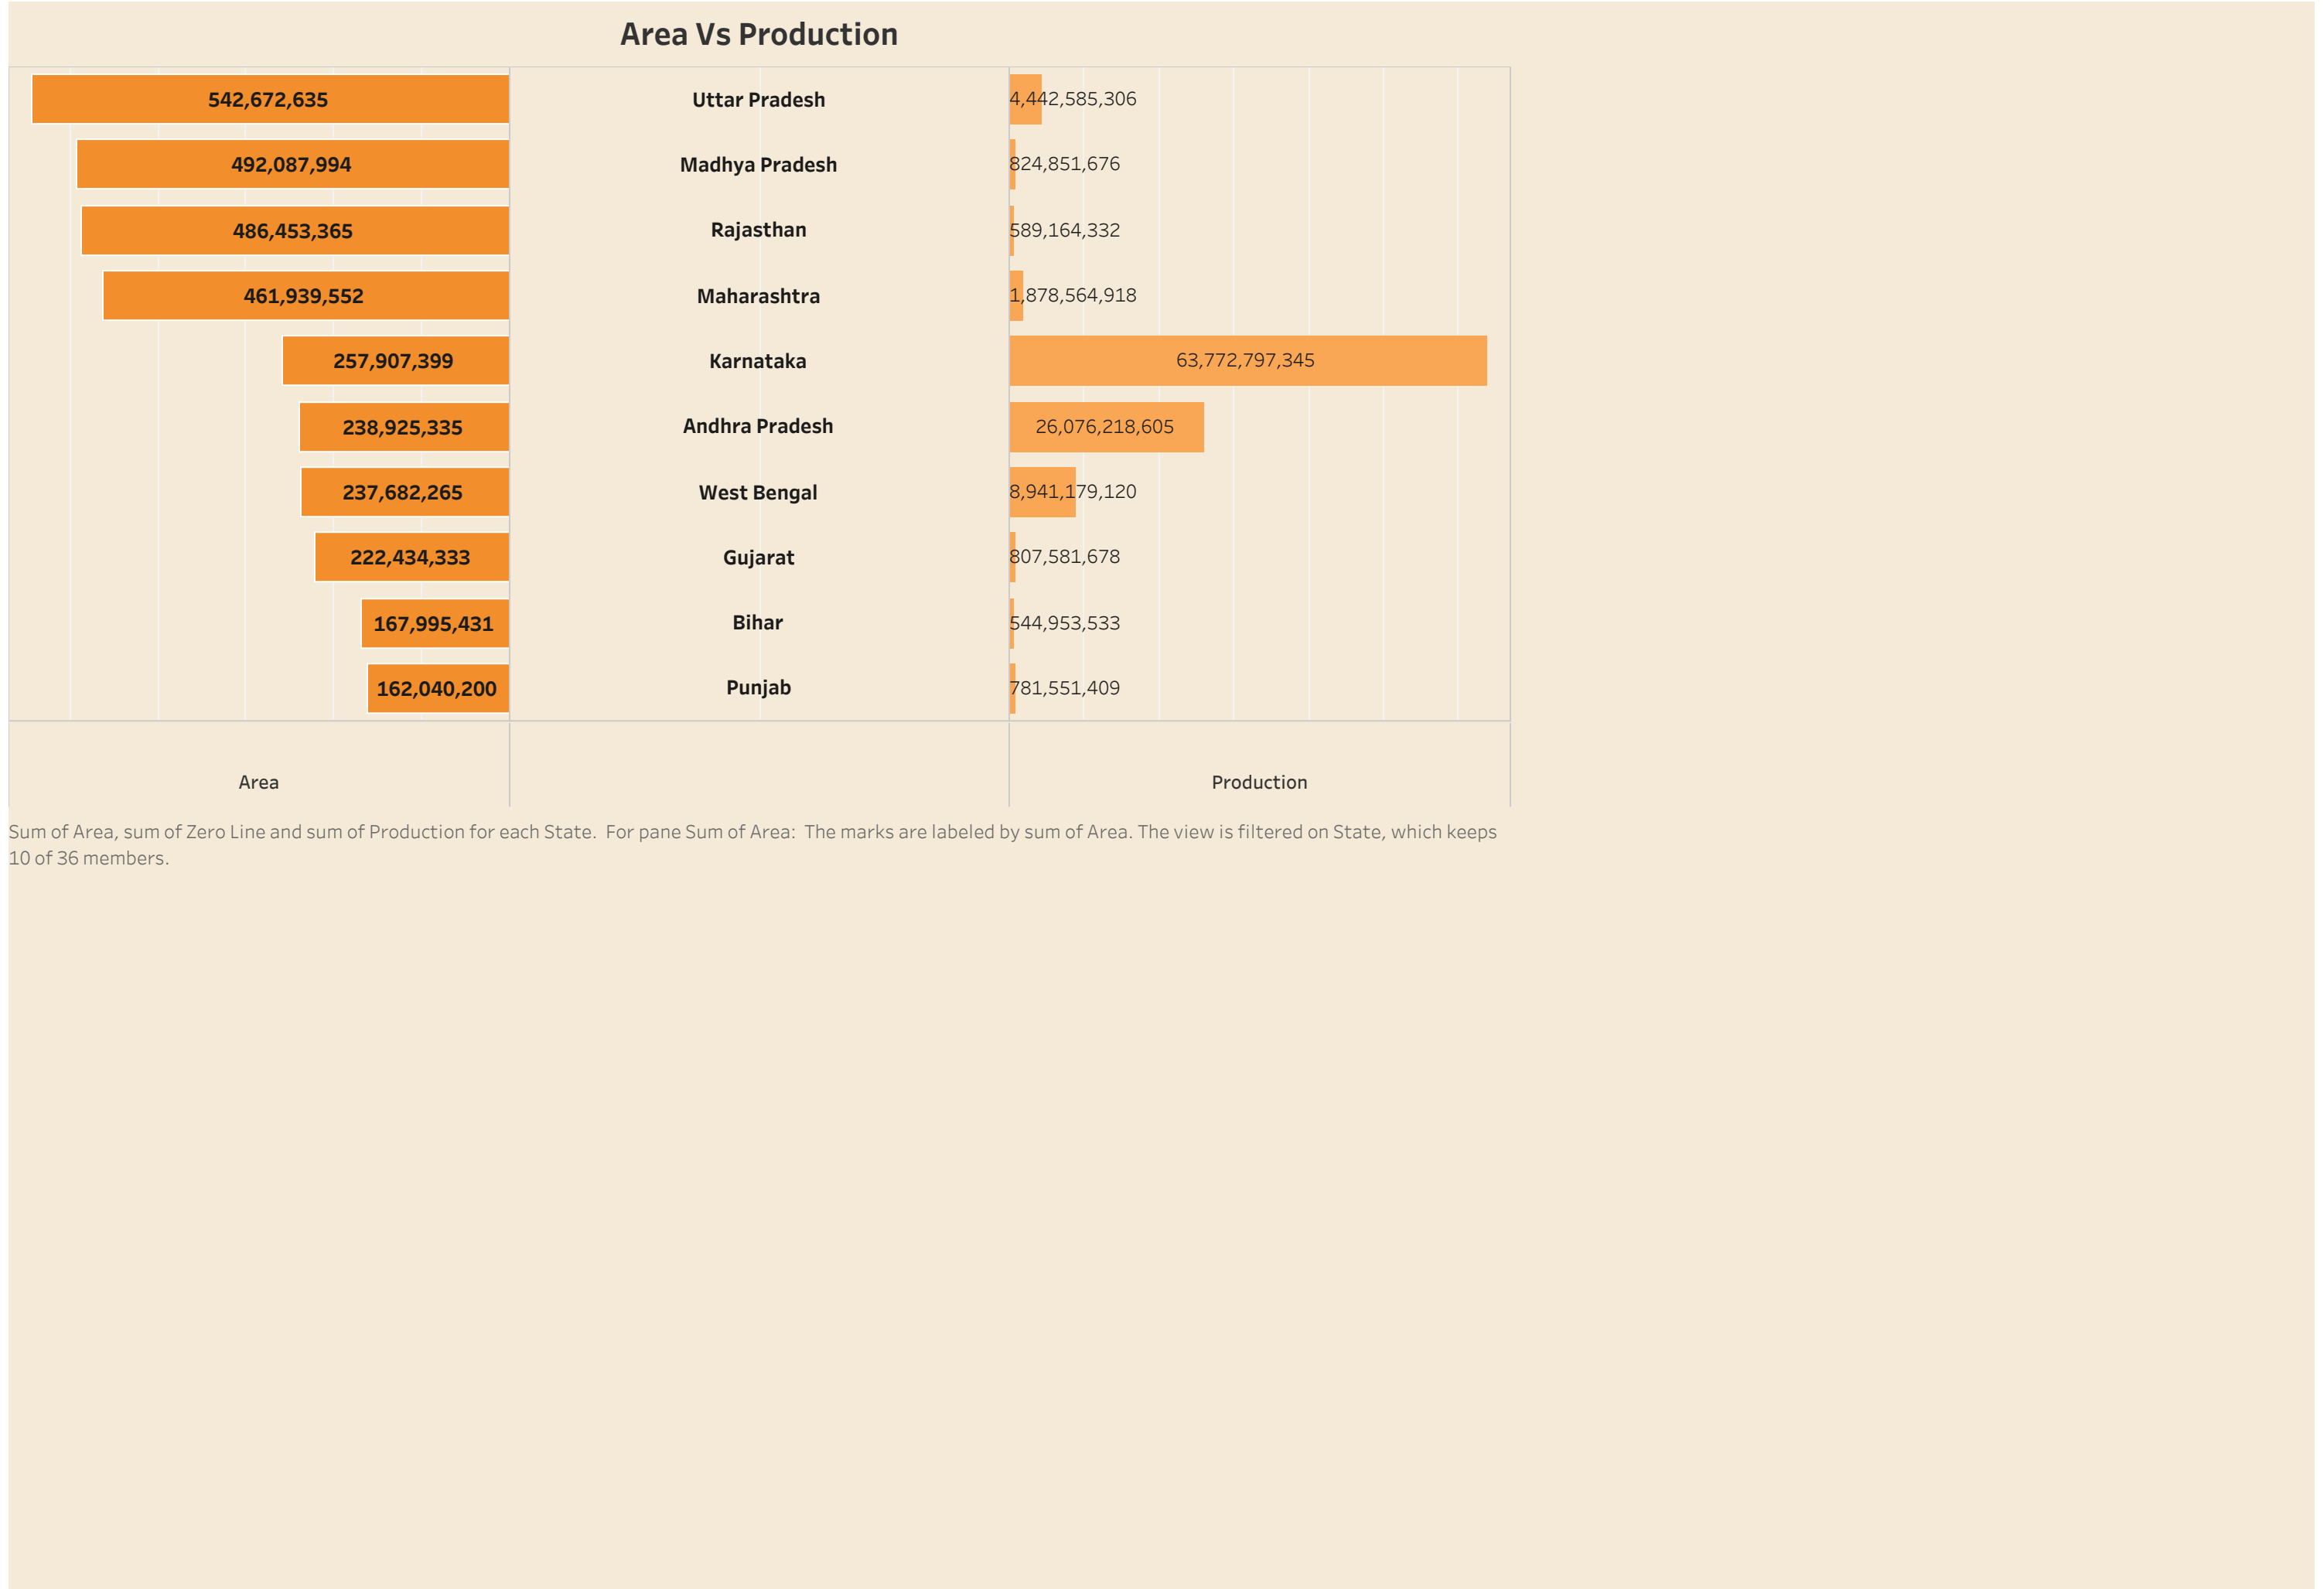 Area Vs Production
542,672,635 Uttar Pradesh 4,442,585,306
492,087,994 Madhya Pradesh 824,851,676
486,453,365 Rajasthan 589,164,332
461,939,552 Maharashtra 1,878,564,918
257,907,399 Karnataka 63,772,797,345
238,925,335 Andhra Pradesh 26,076,218,605
237,682,265 West Bengal 8,941,179,120
222,434,333 Gujarat 807,581,678
167,995,431 Bihar 544,953,533
162,040,200 Punjab 781,551,409
Area Production
Sum of Area, sum of Zero Line and sum of Production for each State.  For pane Sum of Area:  The marks are labeled by sum of Area. The view is filtered on State, which keeps
10 of 36 members.